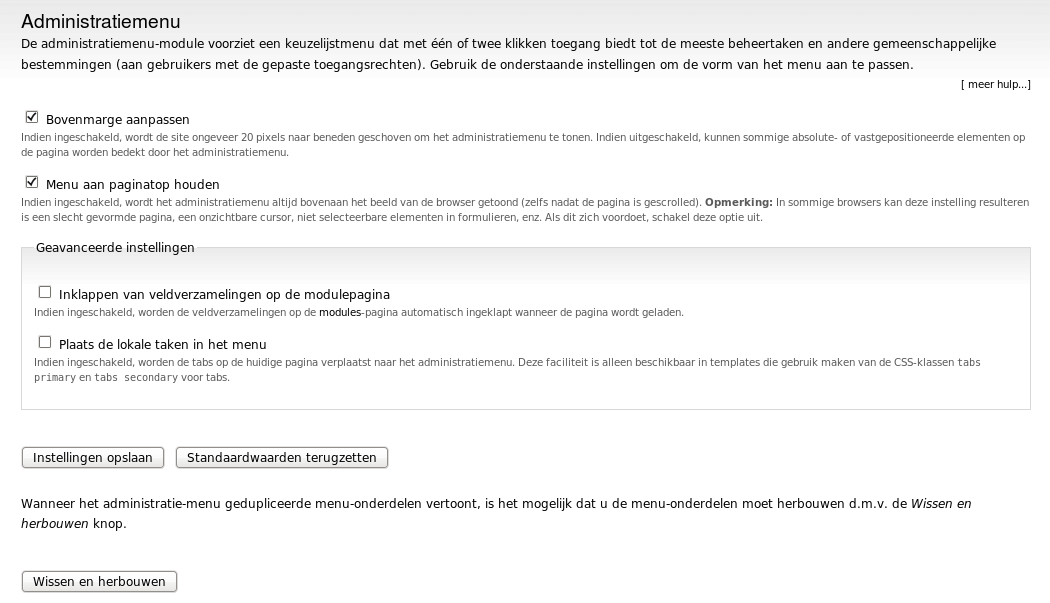 Administratiemenu
De administratiemenu-module voorziet een keuzelijstmenu dat met één of twee klikken toegang biedt tot de meeste beheertaken en andere gemeenschappelijke
bestemmingen (aan gebruikers met de gepaste toegangsrechten). Gebruik de onderstaande instellingen om de vorm van het menu aan te passen.
[ meer hulp...]
Bovenmarge aanpassen
Indien ingeschakeld, wordt de site ongeveer 20 pixels naar beneden geschoven om het administratiemenu te tonen. Indien uitgeschakeld, kunnen sommige absolute- of vastgepositioneerde elementen op
de pagina worden bedekt door het administratiemenu.
Menu aan paginatop houden
Indien ingeschakeld, wordt het administratiemenu altijd bovenaan het beeld van de browser getoond (zelfs nadat de pagina is gescrolled). Opmerking: In sommige browsers kan deze instelling resulteren
is een slecht gevormde pagina, een onzichtbare cursor, niet selecteerbare elementen in formulieren, enz. Als dit zich voordoet, schakel deze optie uit.
Geavanceerde instellingen
Inklappen van veldverzamelingen op de modulepagina
Indien ingeschakeld, worden de veldverzamelingen op de modules-pagina automatisch ingeklapt wanneer de pagina wordt geladen.
Plaats de lokale taken in het menu
Indien ingeschakeld, worden de tabs op de huidige pagina verplaatst naar het administratiemenu. Deze faciliteit is alleen beschikbaar in templates die gebruik maken van de CSS-klassen tabs
primary en tabs secondary voor tabs.
Instellingen opslaan Standaardwaarden terugzetten
Wanneer het administratie-menu gedupliceerde menu-onderdelen vertoont, is het mogelijk dat u de menu-onderdelen moet herbouwen d.m.v. de Wissen en
herbouwen knop.
Wissen en herbouwen